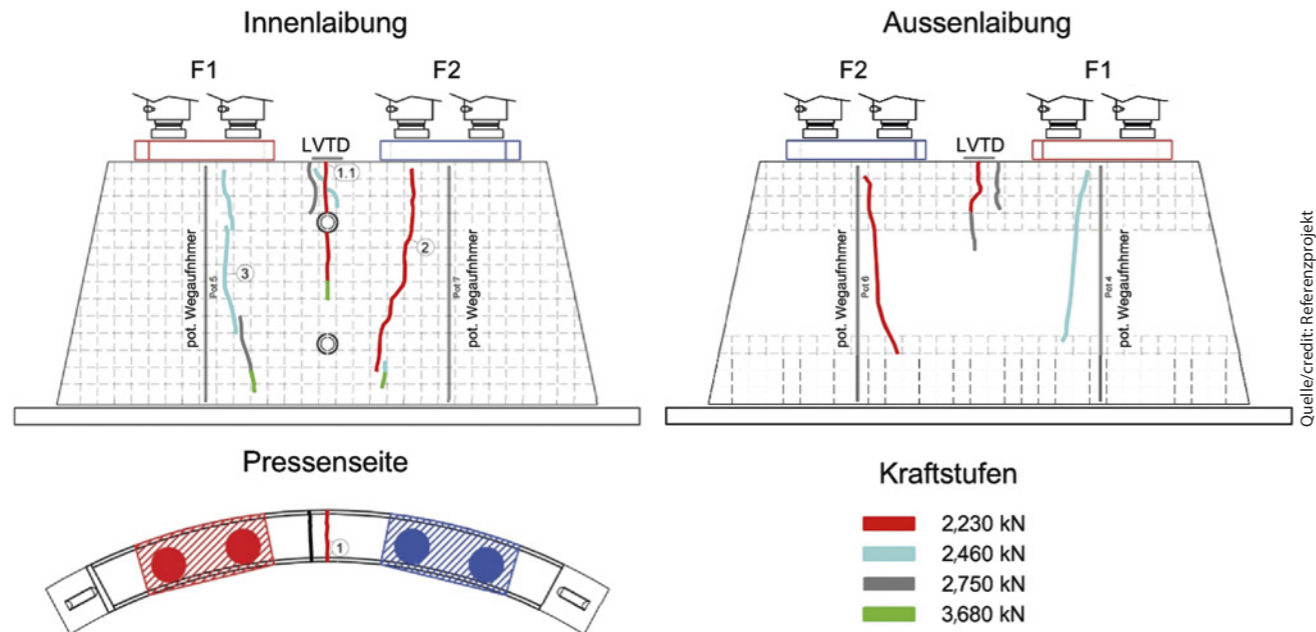 Innenlaibung
F1
F2
LVTD
1.1
2
3
pot. Wegaufnhmer
Pot 5
pot. Wegaufnhmer
Pot 7
Aussenlaibung
F2
F1
LVTD
pot. Wegaufnhmer
Pot 6
pot. Wegaufnhmer
Pot 4
Quelle/credit: Referenzprojekt
Pressenseite
1
Kraftstufen
2,230 kN
2,460 kN
2,750 kN
3,680 kN